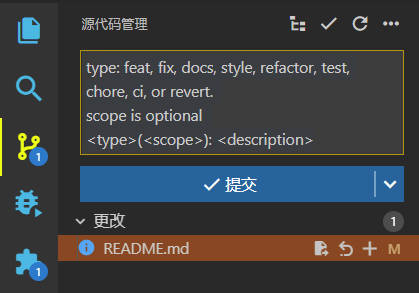 源代码管理
type: feat, fix, docs, style, refactor, test,
chore, ci, or revert.
scope is optional
<type>(<scope>): <description>
1
提交
更改 1
README.md M
1